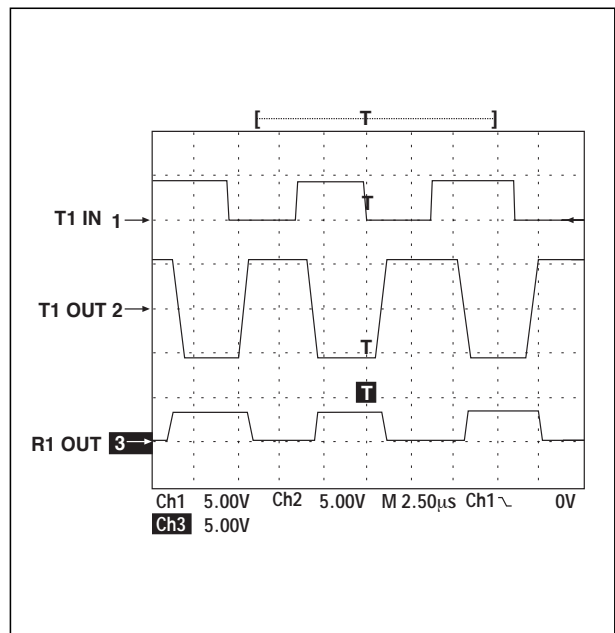 [ T ]
T
T1 IN 1
T1 OUT 2
T
T
R1 OUT 3
Ch1 5.00V Ch2 5.00V M 2.50µs Ch1 0V
Ch3 5.00V